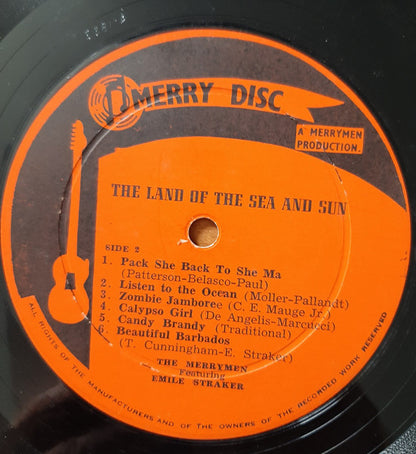 MERRY DISC
A MERRYMEN
PRODUCTION.
THE LAND OF THE SEA AND SUN
SIDE 2
1. Pack She Back To She Ma
(Patterson-Belasco-Paul)
2. Listen to the Ocean (Moller-Pallandt)
3. Zombie Jamboree (C. E. Mauge Jr.)
4. Calypso Girl (De Angelis-Marcucci)
5. Candy Brandy (Traditional)
6. Beautiful Barbados
(T. Cunningham-E. Straker)
THE MERRYMEN
Featuring
EMILE STRAKER
ALL RIGHTS OF THE MANUFACTURERS AND OF THE OWNERS OF THE RECORDED WORK RESERVED